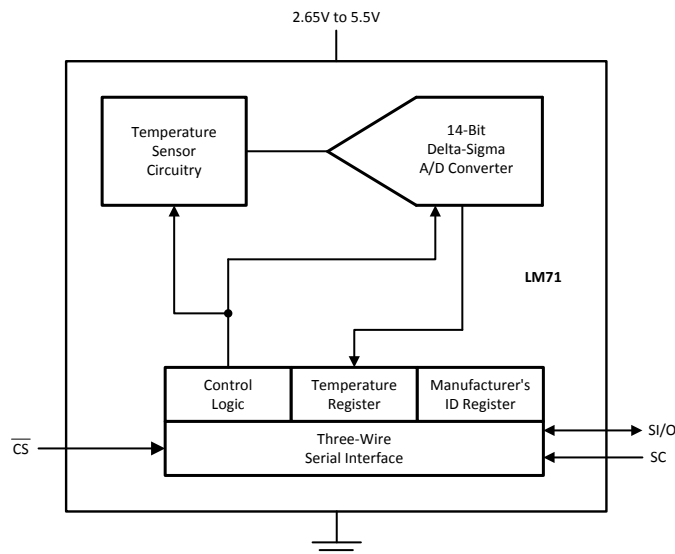 2.65V to 5.5V
Temperature
Sensor
Circuitry
14-Bit
Delta-Sigma
A/D Converter
LM71
Control
Logic
Temperature
Register
Manufacturer's
ID Register
Three-Wire
Serial Interface
C̅S̅
SI/O
SC